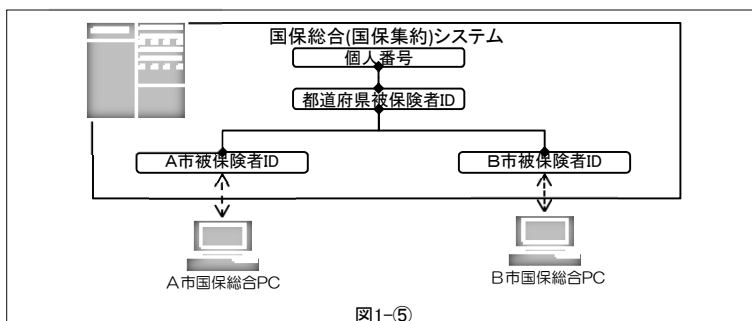 国保総合(国保集約)システム
個人番号
都道府県被保険者ID
A市被保険者ID
B市被保険者ID
A市国保総合PC
B市国保総合PC
図1-⑤